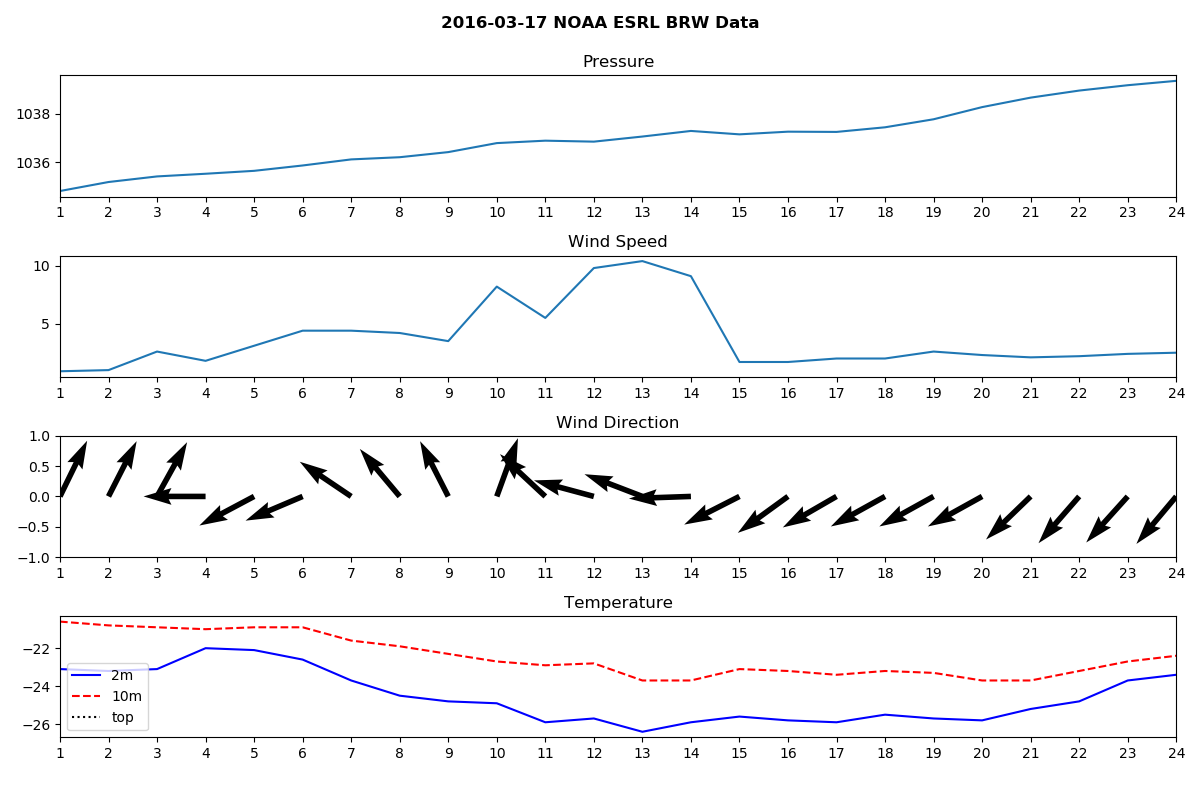 2016-03-17 NOAA ESRL BRW Data
Pressure
1038
1036
1 2 3 4 5 6 7 8 9 10 11 12 13 14 15 16 17 18 19 20 21 22 23 24
Wind Speed
10
5
1 2 3 4 5 6 7 8 9 10 11 12 13 14 15 16 17 18 19 20 21 22 23 24
Wind Direction
1.0
0.5
0.0
−0.5
−1.0
1 2 3 4 5 6 7 8 9 10 11 12 13 14 15 16 17 18 19 20 21 22 23 24
Temperature
−22
−24
−26
2m
10m
top
1 2 3 4 5 6 7 8 9 10 11 12 13 14 15 16 17 18 19 20 21 22 23 24